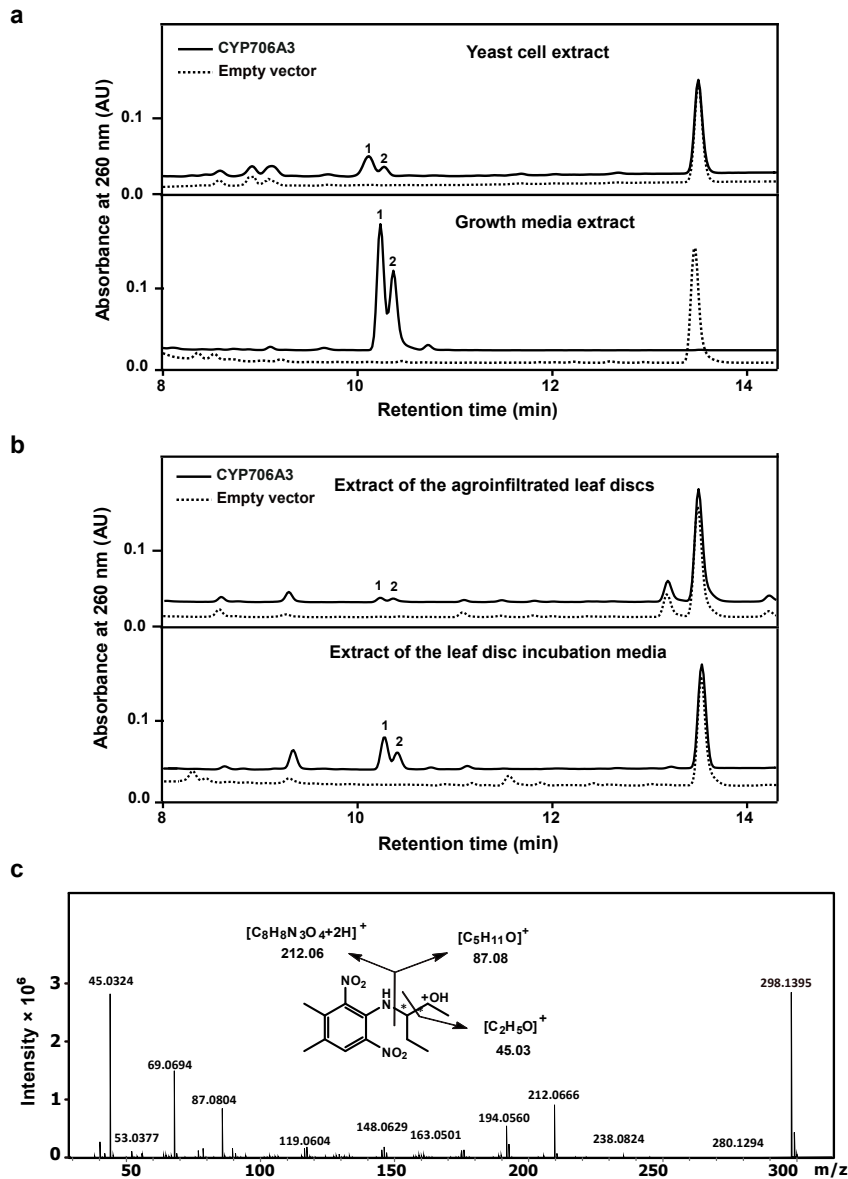 a
CYP706A3
Empty vector
Yeast cell extract
0.1
0.0
1
2
Growth media extract
0.1
0.0
1
2
Absorbance at 260 nm (AU)
8
10
12
14
Retention time (min)
b
CYP706A3
Empty vector
Extract of the agroinfiltrated leaf discs
0.1
0.0
1
2
Extract of the leaf disc incubation media
0.1
0.0
1
2
Absorbance at 260 nm (AU)
8
10
12
14
Retention time (min)
c
[C8H8N3O4+2H]+
212.06
[C5H11O]+
87.08
NO2
H
N
+OH
*
*
NO2
[C2H5O]+
45.03
45.0324
69.0694
87.0804
53.0377
119.0604
148.0629
163.0501
194.0560
212.0666
238.0824
280.1294
298.1395
Intensity × 10⁶
3
2
1
0
50
100
150
200
250
300
m/z